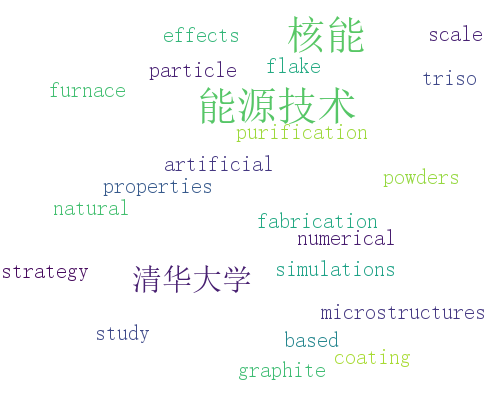 effects
核能
scale
particle
flake
triso
furnace
能源技术
purification
artificial
powders
properties
natural
fabrication
numerical
strategy
清华大学
simulations
microstructures
study
based
coating
graphite